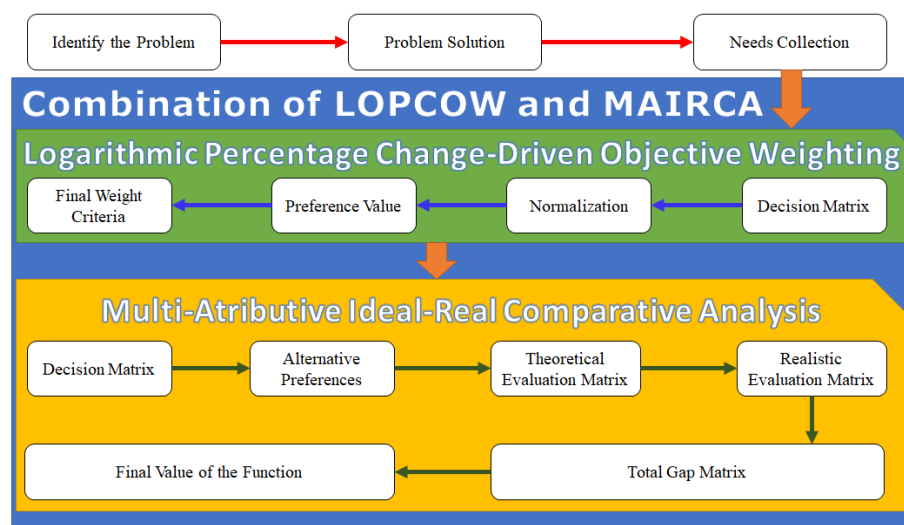 Identify the Problem
Problem Solution
Needs Collection
Combination of LOPCOW and MAIRCA
Logarithmic Percentage Change-Driven Objective Weighting
Final Weight
Criteria
Preference Value
Normalization
Decision Matrix
Multi-Atributive Ideal-Real Comparative Analysis
Decision Matrix
Alternative
Preferences
Theoretical
Evaluation Matrix
Realistic
Evaluation Matrix
Final Value of the Function
Total Gap Matrix